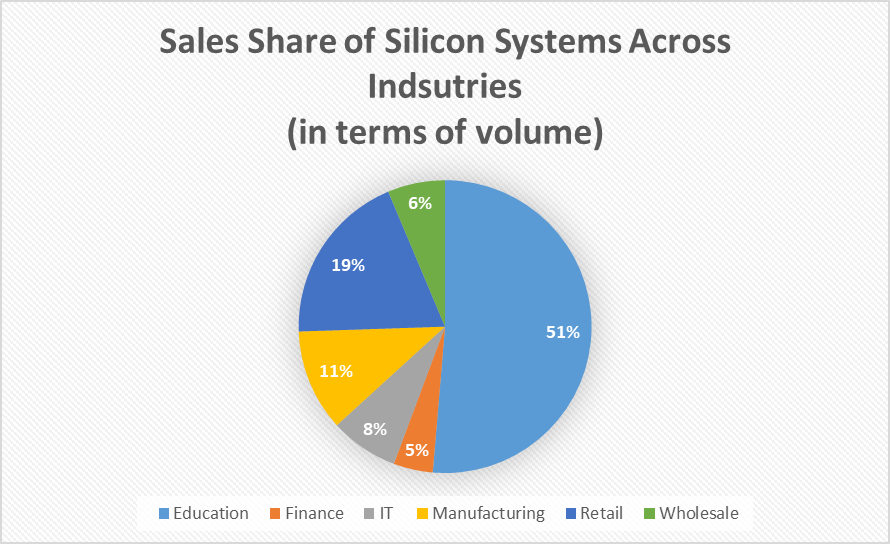 Sales Share of Silicon Systems Across
Indsutries
(in terms of volume)
6%
19%
51%
11%
8%
5%
Education Finance IT Manufacturing Retail Wholesale